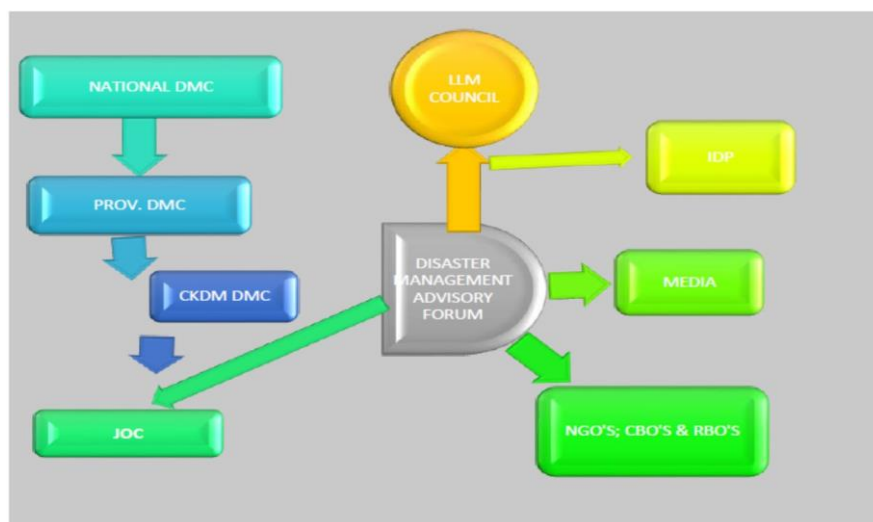 NATIONAL DMC
PROV. DMC
CKDM DMC
JOC
LLM
COUNCIL
IDP
DISASTER
MANAGEMENT
ADVISORY
FORUM
MEDIA
NGO'S; CBO'S & RBO'S